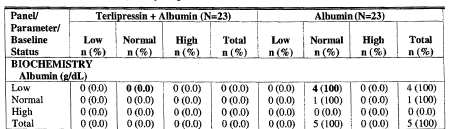 Panel/ Terlipressin + Albumin (N=23) Albumin (N=23)
Parameter/
Baseline Low Normal High Total Low Normal High Total
Status n (%) n (%) n (%) n (%) n (%) n (%) n (%) n (%)
BIOCHEMISTRY
Albumin (g/dL)
Low 0 (0.0) 0 (0.0) 0 (0.0) 0 (0.0) 0 (0.0) 4 (100) 0 (0.0) 4 (100)
Normal 0 (0.0) 0 (0.0) 0 (0.0) 0 (0.0) 0 (0.0) 1 (100) 0 (0.0) 1 (100)
High 0 (0.0) 0 (0.0) 0 (0.0) 0 (0.0) 0 (0.0) 0 (0.0) 0 (0.0) 0 (0.0)
Total 0 (0.0) 0 (0.0) 0 (0.0) 0 (0.0) 0 (0.0) 5 (100) 0 (0.0) 5 (100)